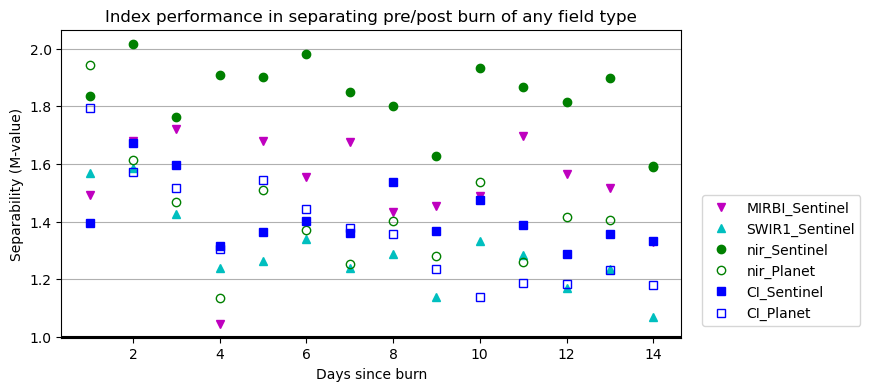 Index performance in separating pre/post burn of any field type
Separability (M-value)
2.0
1.8
1.6
1.4
1.2
1.0
2 4 6 8 10 12 14
Days since burn
MIRBI_Sentinel
SWIR1_Sentinel
nir_Sentinel
nir_Planet
CI_Sentinel
CI_Planet